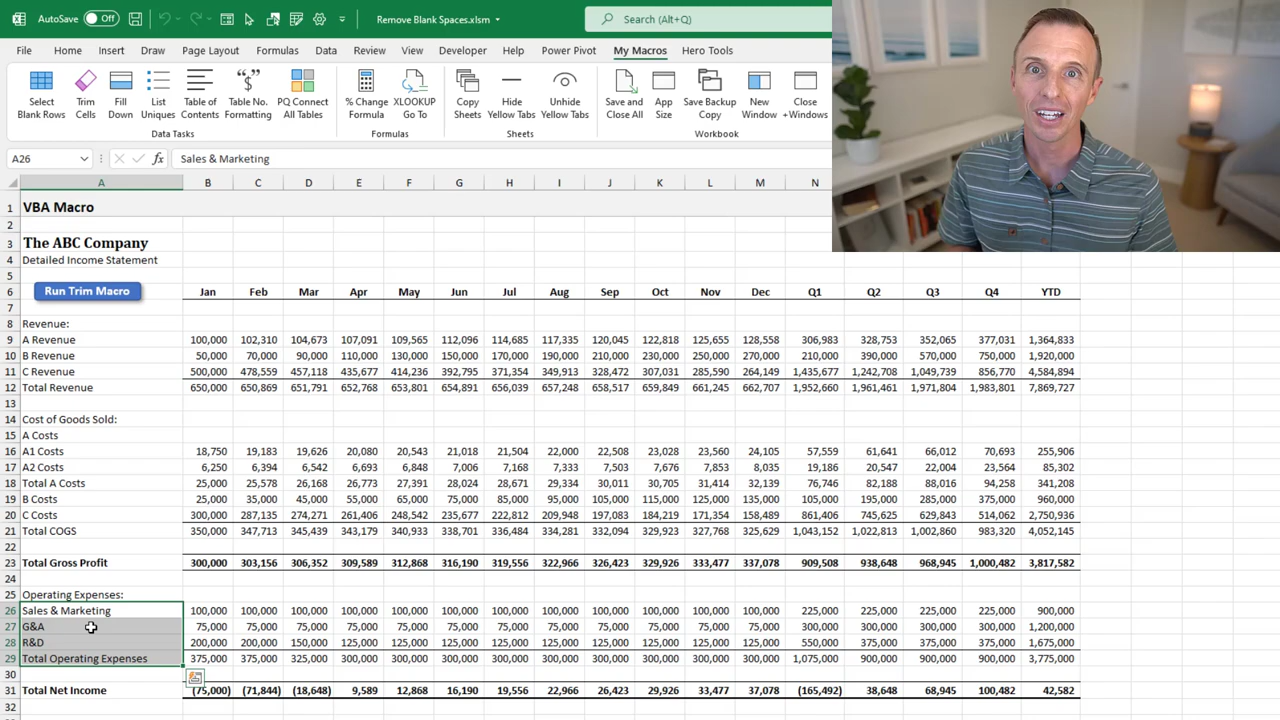 AutoSave Off Remove Blank Spaces.xlsm Search (Alt+Q)
File Home Insert Draw Page Layout Formulas Data Review View Developer Help Power Pivot My Macros Hero Tools
Select Blank Rows Trim Cells Fill Down List Uniques Table of Contents Table No. Formatting PQ Connect All Tables % Change Formula XLOOKUP Go To Copy Sheets Hide Yellow Tabs Unhide Yellow Tabs Save and Close All App Size Save Backup Copy New Window Close +Windows
Data Tasks Formulas Sheets Workbook
A26 fx Sales & Marketing
A B C D E F G H I J K L M N
1 VBA Macro
2
3 The ABC Company
4 Detailed Income Statement
5
6 Run Trim Macro Jan Feb Mar Apr May Jun Jul Aug Sep Oct Nov Dec Q1 Q2 Q3 Q4 YTD
7
8 Revenue:
9 A Revenue 100,000 102,310 104,673 107,091 109,565 112,096 114,685 117,335 120,045 122,818 125,655 128,558 306,983 328,753 352,065 377,031 1,364,833
10 B Revenue 50,000 70,000 90,000 110,000 130,000 150,000 170,000 190,000 210,000 230,000 250,000 270,000 210,000 390,000 570,000 750,000 1,920,000
11 C Revenue 500,000 478,559 457,118 435,677 414,236 392,795 371,354 349,913 328,472 307,031 285,590 264,149 1,435,677 1,242,708 1,049,739 856,770 4,584,894
12 Total Revenue 650,000 650,869 651,791 652,768 653,801 654,891 656,039 657,248 658,517 659,849 661,245 662,707 1,952,660 1,961,461 1,971,804 1,983,801 7,869,727
13
14 Cost of Goods Sold:
15 A Costs
16 A1 Costs 18,750 19,183 19,626 20,080 20,543 21,018 21,504 22,000 22,508 23,028 23,560 24,105 57,559 61,641 66,012 70,693 255,906
17 A2 Costs 6,250 6,394 6,542 6,693 6,848 7,006 7,168 7,333 7,503 7,676 7,853 8,035 19,186 20,547 22,004 23,564 85,302
18 Total A Costs 25,000 25,578 26,168 26,773 27,391 28,024 28,671 29,334 30,011 30,705 31,414 32,139 76,746 82,188 88,016 94,258 341,208
19 B Costs 25,000 35,000 45,000 55,000 65,000 75,000 85,000 95,000 105,000 115,000 125,000 135,000 105,000 195,000 285,000 375,000 960,000
20 C Costs 300,000 287,135 274,271 261,406 248,542 235,677 222,812 209,948 197,083 184,219 171,354 158,489 861,406 745,625 629,843 514,062 2,750,936
21 Total COGS 350,000 347,713 345,439 343,179 340,933 338,701 336,484 334,281 332,094 329,923 327,768 325,629 1,043,152 1,022,813 1,002,860 983,320 4,052,145
22
23 Total Gross Profit 300,000 303,156 306,352 309,589 312,868 316,190 319,556 322,966 326,423 329,926 333,477 337,078 909,508 938,648 968,945 1,000,482 3,817,582
24
25 Operating Expenses:
26 Sales & Marketing 100,000 100,000 100,000 100,000 100,000 100,000 100,000 100,000 100,000 100,000 100,000 100,000 225,000 225,000 225,000 225,000 900,000
27 G&A 75,000 75,000 75,000 75,000 75,000 75,000 75,000 75,000 75,000 75,000 75,000 75,000 300,000 300,000 300,000 300,000 1,200,000
28 R&D 200,000 200,000 150,000 125,000 125,000 125,000 125,000 125,000 125,000 125,000 125,000 125,000 550,000 375,000 375,000 375,000 1,675,000
29 Total Operating Expenses 375,000 375,000 325,000 300,000 300,000 300,000 300,000 300,000 300,000 300,000 300,000 300,000 1,075,000 900,000 900,000 900,000 3,775,000
30
31 Total Net Income (75,000) (71,844) (18,648) 9,589 12,868 16,190 19,556 22,966 26,423 29,926 33,477 37,078 (165,492) 38,648 68,945 100,482 42,582
32